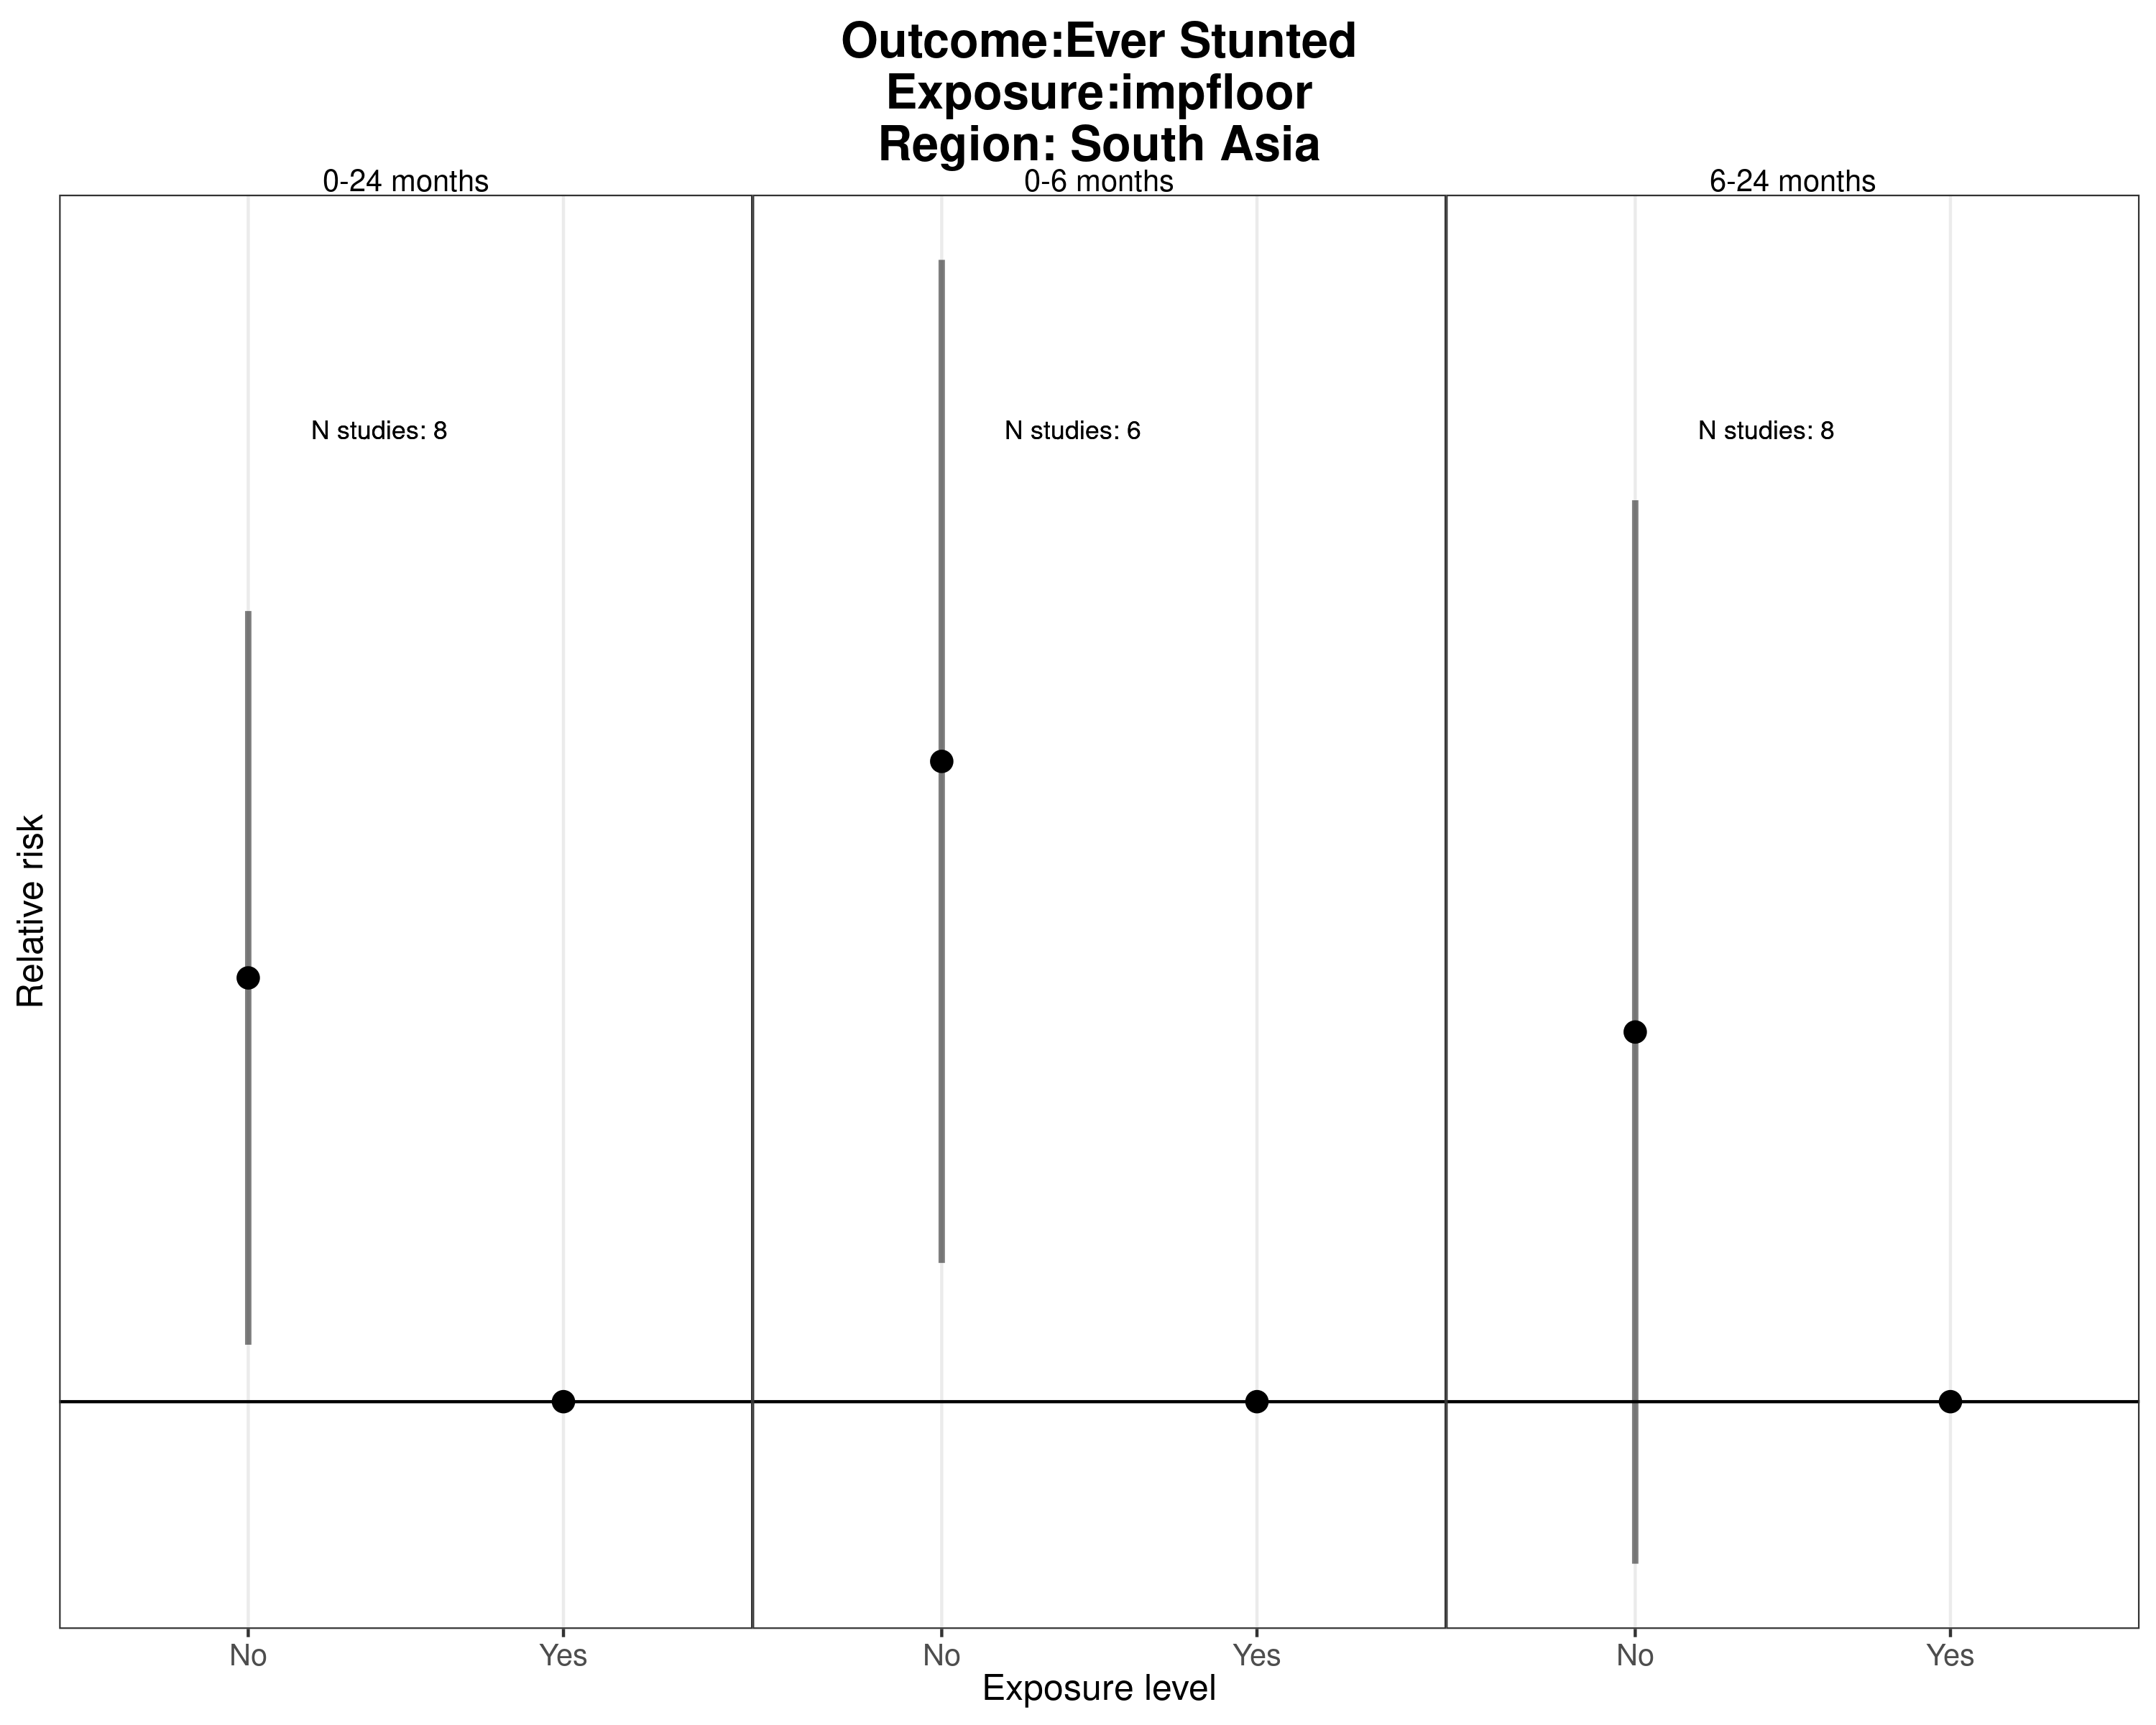 Outcome:Ever Stunted
Exposure:impfloor
Region: South Asia
0-24 months
0-6 months
6-24 months
N studies: 8
N studies: 6
N studies: 8
Relative risk
No
Yes
No
Yes
No
Yes
Exposure level